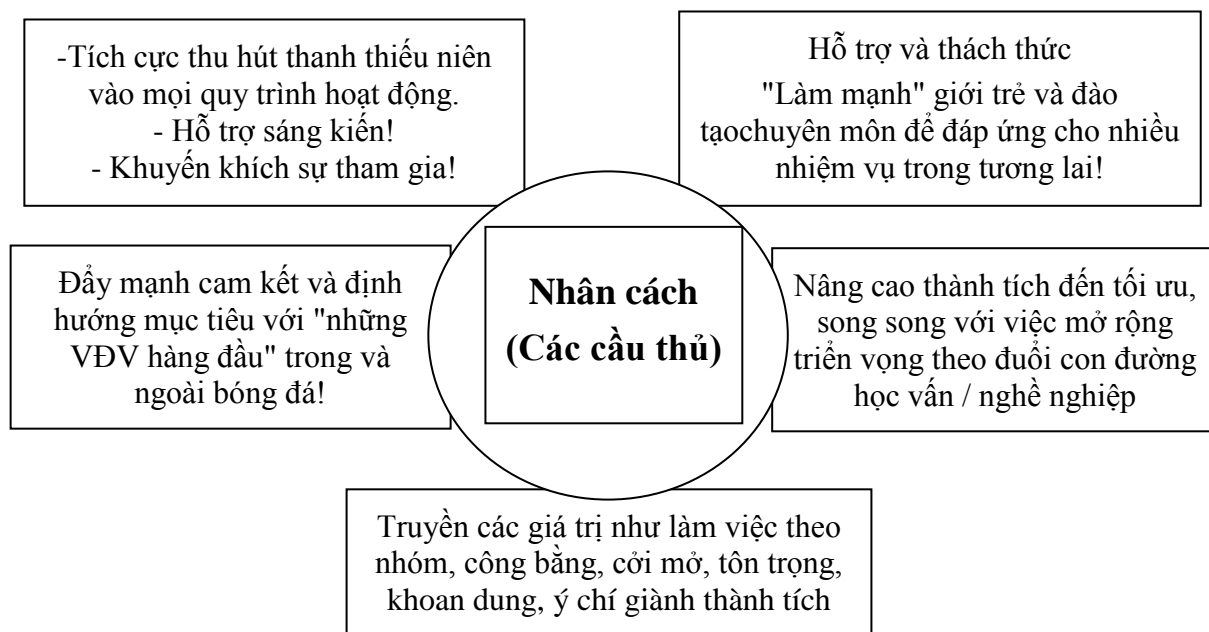 -Tích cực thu hút thanh thiếu niên
vào mọi quy trình hoạt động.
- Hỗ trợ sáng kiến!
- Khuyến khích sự tham gia!
Hỗ trợ và thách thức
"Làm mạnh" giới trẻ và đào
tạochuyên môn để đáp ứng cho nhiều
nhiệm vụ trong tương lai!
Đẩy mạnh cam kết và định
hướng mục tiêu với "những
VĐV hàng đầu" trong và
ngoài bóng đá!
Nhân cách
(Các cầu thủ)
Nâng cao thành tích đến tối ưu,
song song với việc mở rộng
triển vọng theo đuổi con đường
học vấn / nghề nghiệp
Truyền các giá trị như làm việc theo
nhóm, công bằng, cởi mở, tôn trọng,
khoan dung, ý chí giành thành tích